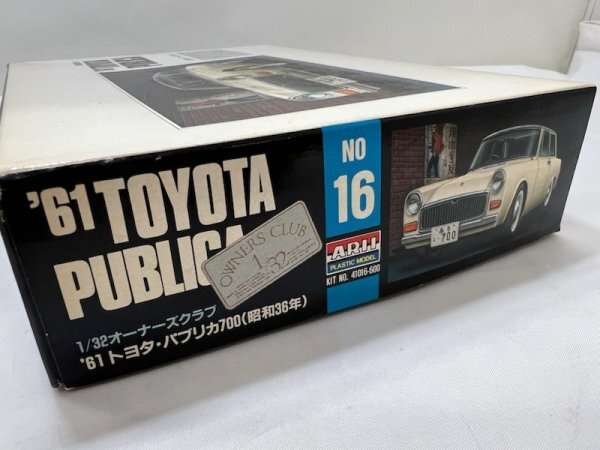 '61 TOYOTA
PUBLICA
OWNERS CLUB
1/32
1/32オーナーズクラブ
'61トヨタ・パブリカ700(昭和36年)
NO
16
ARII
PLASTIC MODEL
KIT NO. 41016-600
700